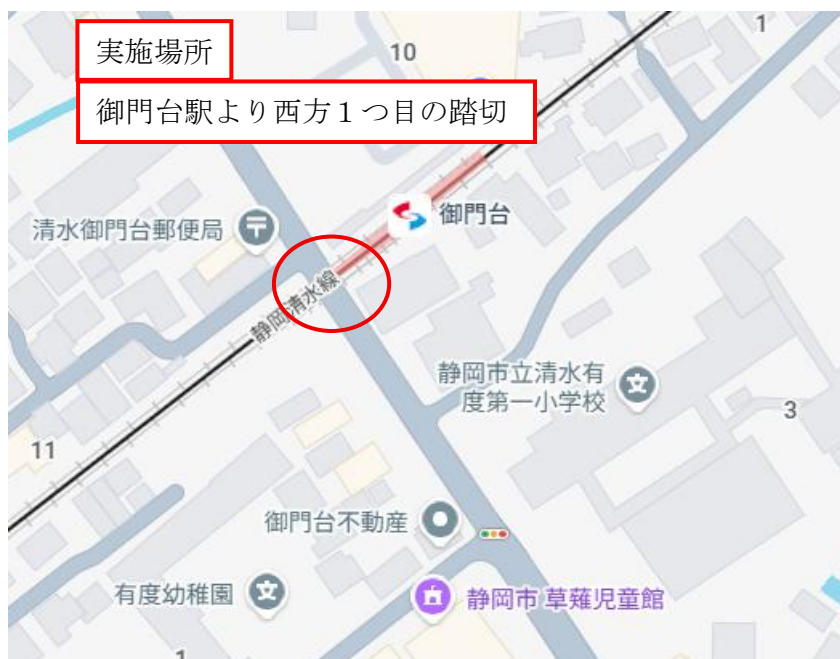 実施場所
10
1
御門台駅より西方１つ目の踏切
御門台
清水御門台郵便局
静岡清水線
静岡市立清水有
度第一小学校
3
11
御門台不動産
有度幼稚園
静岡市 草薙児童館
1